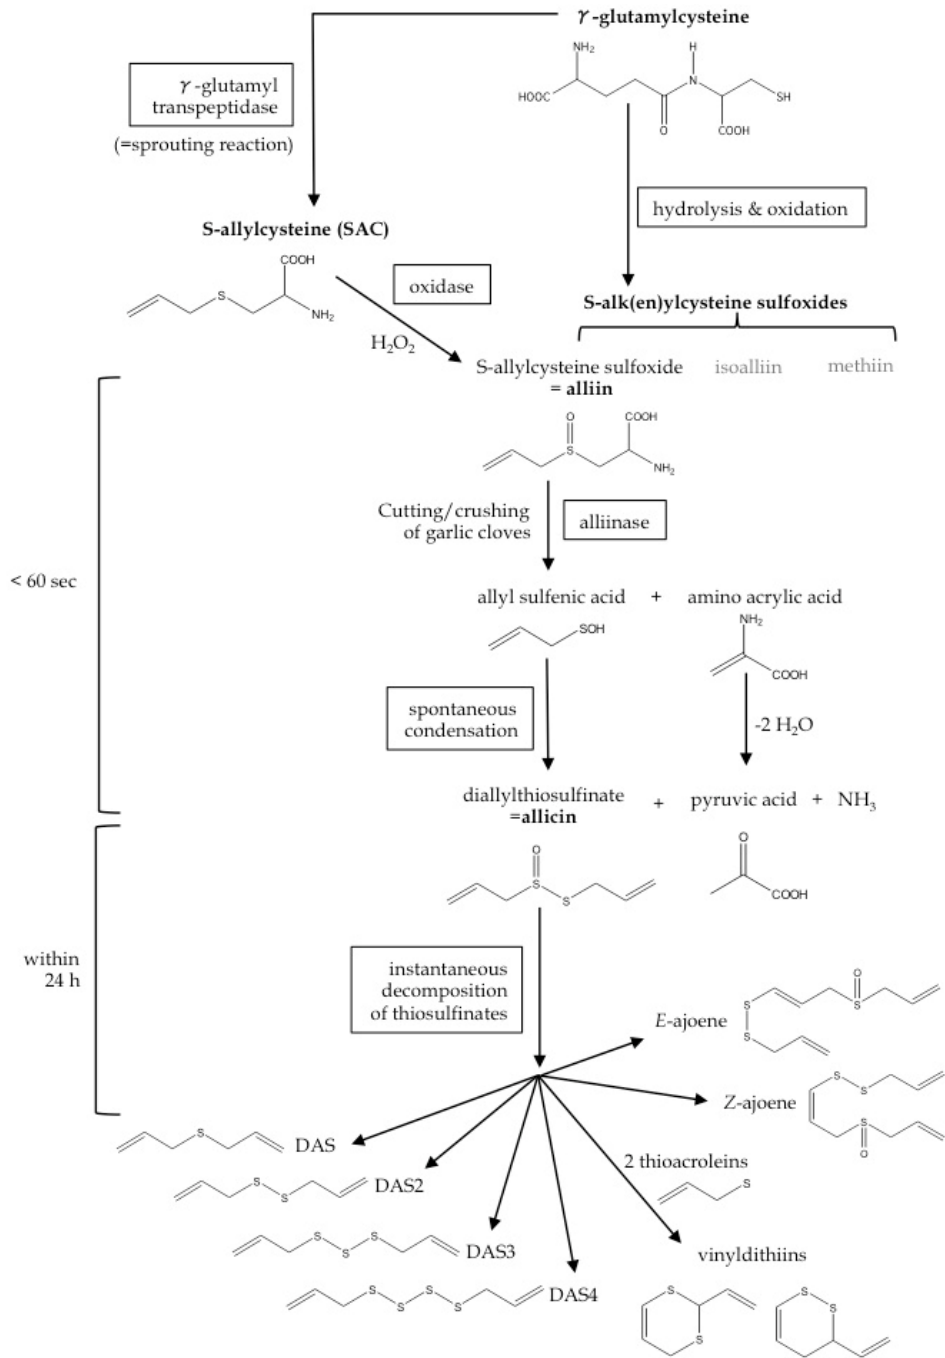 γ-glutamylcysteine
NH2
H
HOOC
N
SH
O
COOH
γ-glutamyl
transpeptidase
(=sprouting reaction)
hydrolysis & oxidation
S-allylcysteine (SAC)
COOH
S
NH2
oxidase
H2O2
S-alk(en)ylcysteine sulfoxides
S-allylcysteine sulfoxide
= alliin
isoalliin
methiin
O
COOH
S
NH2
Cutting/crushing
of garlic cloves
alliinase
< 60 sec
allyl sulfenic acid + amino acrylic acid
SOH
NH2
COOH
spontaneous
condensation
-2 H2O
diallylthiosulfinate
=allicin
+ pyruvic acid + NH3
O
S
S
O
COOH
within
24 h
instantaneous
decomposition
of thiosulfinates
E-ajoene
O
S
S
S
Z-ajoene
S
S
S
O
S
DAS
2 thioacroleins
S
S
S
DAS2
S
S
S
DAS3
vinyldithiins
S
S
S
S
DAS4
S
S
S
S